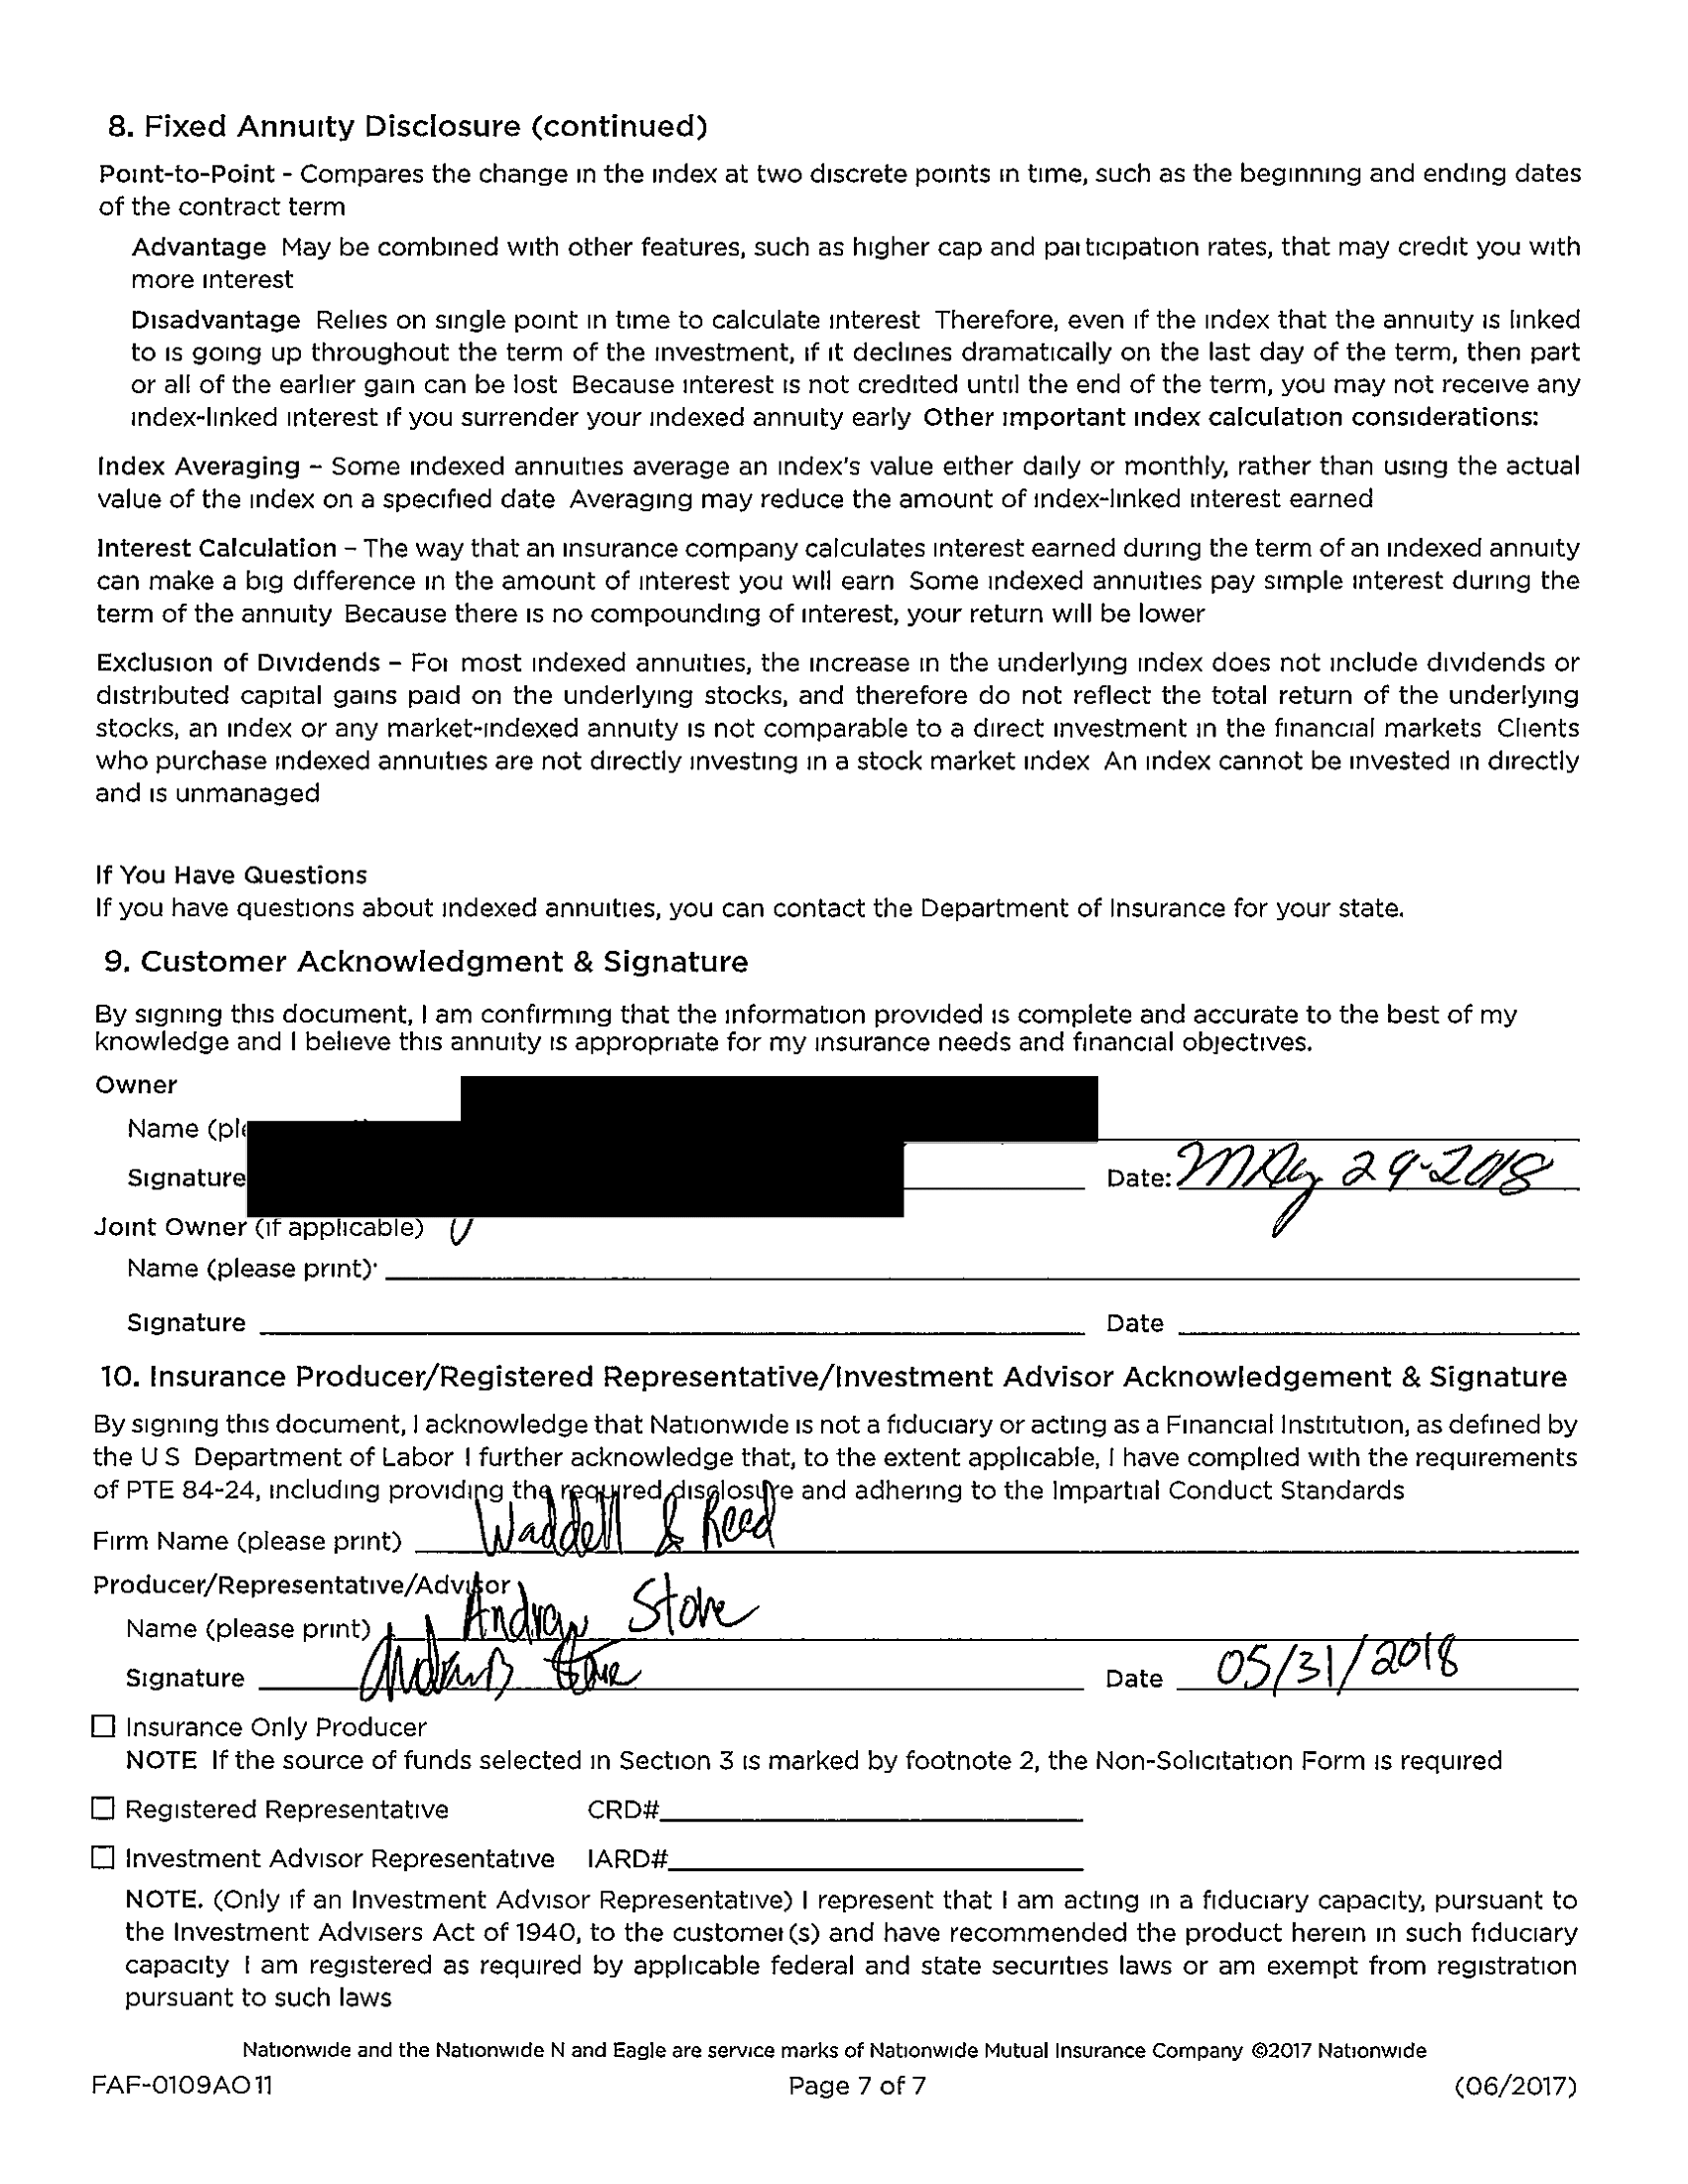 8. Fixed Annuity Disclosure (continued)
Point-to-Point - Compares the change in the index at two discrete points in time, such as the beginning and ending dates
of the contract term
Advantage May be combined with other features, such as higher cap and participation rates, that may credit you with
more interest
Disadvantage Relies on single point in time to calculate interest Therefore, even if the index that the annuity is linked
to is going up throughout the term of the investment, if it declines dramatically on the last day of the term, then part
or all of the earlier gain can be lost Because interest is not credited until the end of the term, you may not receive any
index-linked interest if you surrender your indexed annuity early Other important index calculation considerations:
Index Averaging – Some indexed annuities average an index's value either daily or monthly, rather than using the actual
value of the index on a specified date Averaging may reduce the amount of index-linked interest earned
Interest Calculation – The way that an insurance company calculates interest earned during the term of an indexed annuity
can make a big difference in the amount of interest you will earn Some indexed annuities pay simple interest during the
term of the annuity Because there is no compounding of interest, your return will be lower
Exclusion of Dividends – For most indexed annuities, the increase in the underlying index does not include dividends or
distributed capital gains paid on the underlying stocks, and therefore do not reflect the total return of the underlying
stocks, an index or any market-indexed annuity is not comparable to a direct investment in the financial markets Clients
who purchase indexed annuities are not directly investing in a stock market index An index cannot be invested in directly
and is unmanaged
If You Have Questions
If you have questions about indexed annuities, you can contact the Department of Insurance for your state.
9. Customer Acknowledgment & Signature
By signing this document, I am confirming that the information provided is complete and accurate to the best of my
knowledge and I believe this annuity is appropriate for my insurance needs and financial objectives.
Owner
Name (ple
Signature Date: May 29-2018
Joint Owner (if applicable)
Name (please print)
Signature Date
10. Insurance Producer/Registered Representative/Investment Advisor Acknowledgement & Signature
By signing this document, I acknowledge that Nationwide is not a fiduciary or acting as a Financial Institution, as defined by
the U S Department of Labor I further acknowledge that, to the extent applicable, I have complied with the requirements
of PTE 84-24, including providing the required disclosure and adhering to the Impartial Conduct Standards
Firm Name (please print) Waddell & Reed
Producer/Representative/Advisor
Name (please print) Andrew Stone
Signature Andrew B Stone Date 05/31/2018
Insurance Only Producer
NOTE If the source of funds selected in Section 3 is marked by footnote 2, the Non-Solicitation Form is required
Registered Representative CRD#
Investment Advisor Representative IARD#
NOTE. (Only if an Investment Advisor Representative) I represent that I am acting in a fiduciary capacity, pursuant to
the Investment Advisers Act of 1940, to the customer(s) and have recommended the product herein in such fiduciary
capacity I am registered as required by applicable federal and state securities laws or am exempt from registration
pursuant to such laws
Nationwide and the Nationwide N and Eagle are service marks of Nationwide Mutual Insurance Company ©2017 Nationwide
FAF-0109AO 11 Page 7 of 7 (06/2017)